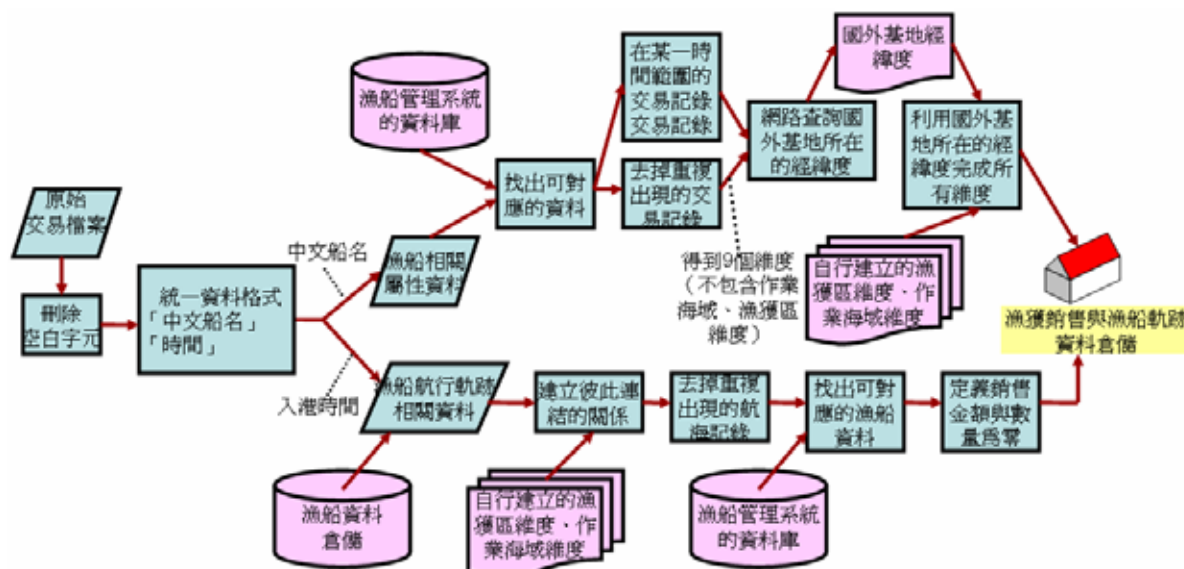 原始
交易檔案
刪除
空白字元
統一資料格式
「中文船名」
「時間」
中文船名
入港時間
漁船管理系統
的資料庫
漁船相關
屬性資料
找出可對
應的資料
在某一時
間範圍的
交易記錄
交易記錄
去掉重複
出現的交
易記錄
得到9個維度
(不包含作業
海域、漁獲區
維度)
網路查詢國
外基地所在
的經緯度
國外基地經
緯度
利用國外基
地所在的經
緯度完成所
有維度
自行建立的漁
獲區維度、作
業海域維度
漁獲銷售與漁船軌跡
資料倉儲
漁船航行軌跡
相關資料
漁船資料
倉儲
建立彼此連
結的關係
自行建立的漁
獲區維度、作
業海域維度
去掉重複
出現的航
海記錄
找出可對
應的漁船
資料
漁船管理系統
的資料庫
定義銷售
金額與數
量為零